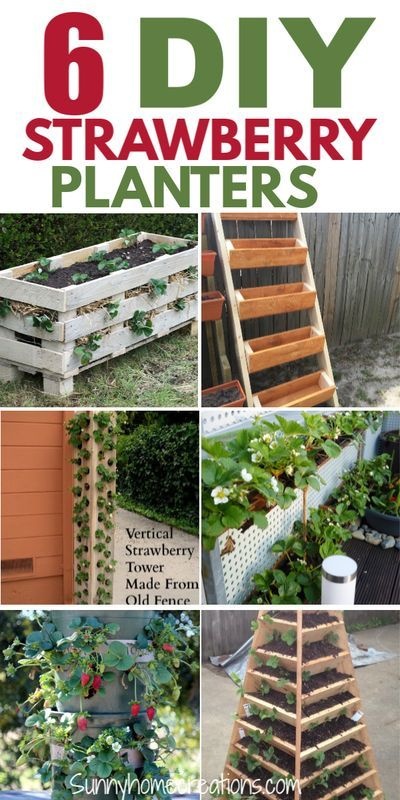 6 DIY
STRAWBERRY
PLANTERS
Vertical
Strawberry
Tower
Made From
Old Fence
Sunnyhomecreations.com